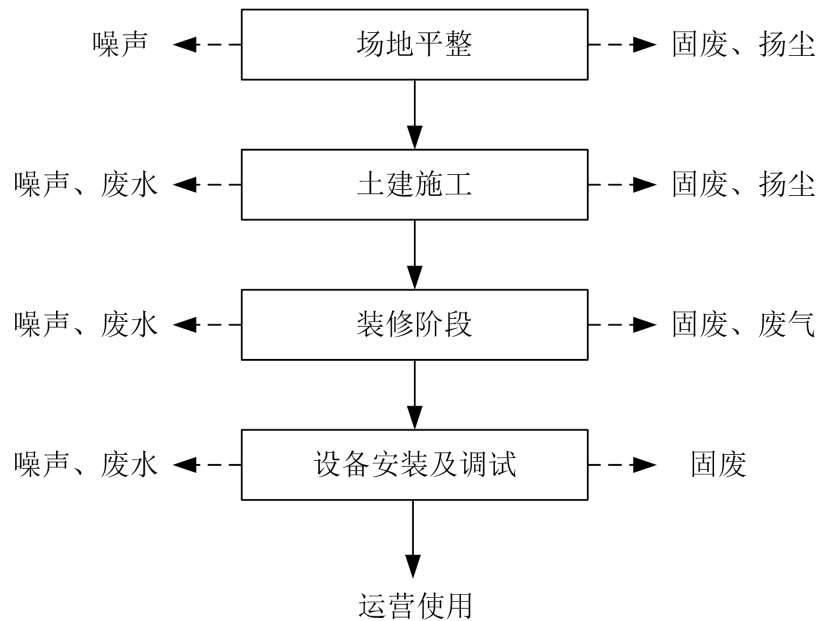 噪声 场地平整 固废、扬尘
噪声、废水 土建施工 固废、扬尘
噪声、废水 装修阶段 固废、废气
噪声、废水 设备安装及调试 固废
运营使用